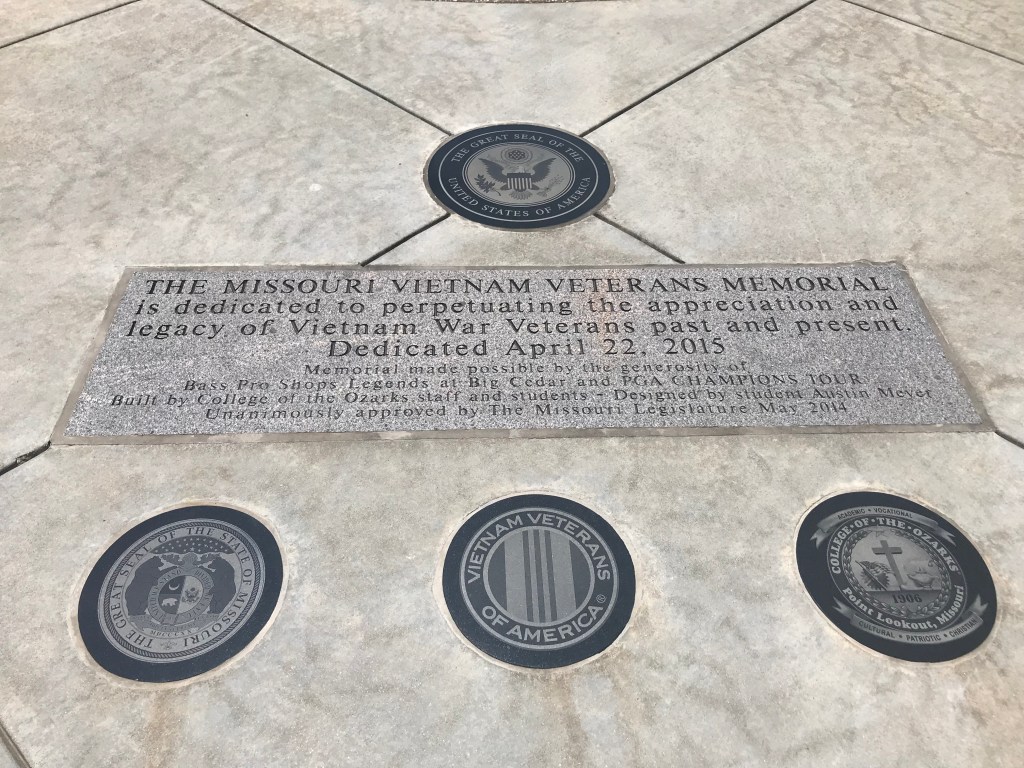 THE GREAT SEAL OF THE
UNITED STATES OF AMERICA
THE MISSOURI VIETNAM VETERANS MEMORIAL
is dedicated to perpetuating the appreciation and
legacy of Vietnam War Veterans past and present.
Dedicated April 22, 2015
Memorial made possible by the generosity of
Bass Pro Shops Legends at Big Cedar and PGA CHAMPIONS TOUR
Built by College of the Ozarks staff and students - Designed by student Austin Meyer
Unanimously approved by The Missouri Legislature May 2014
THE GREAT SEAL OF THE STATE OF MISSOURI
VIETNAM VETERANS
OF AMERICA®
ACADEMIC • VOCATIONAL
COLLEGE•OF•THE•OZARKS
1906
Point Lookout, Missouri
CULTURAL • PATRIOTIC • CHRISTIAN